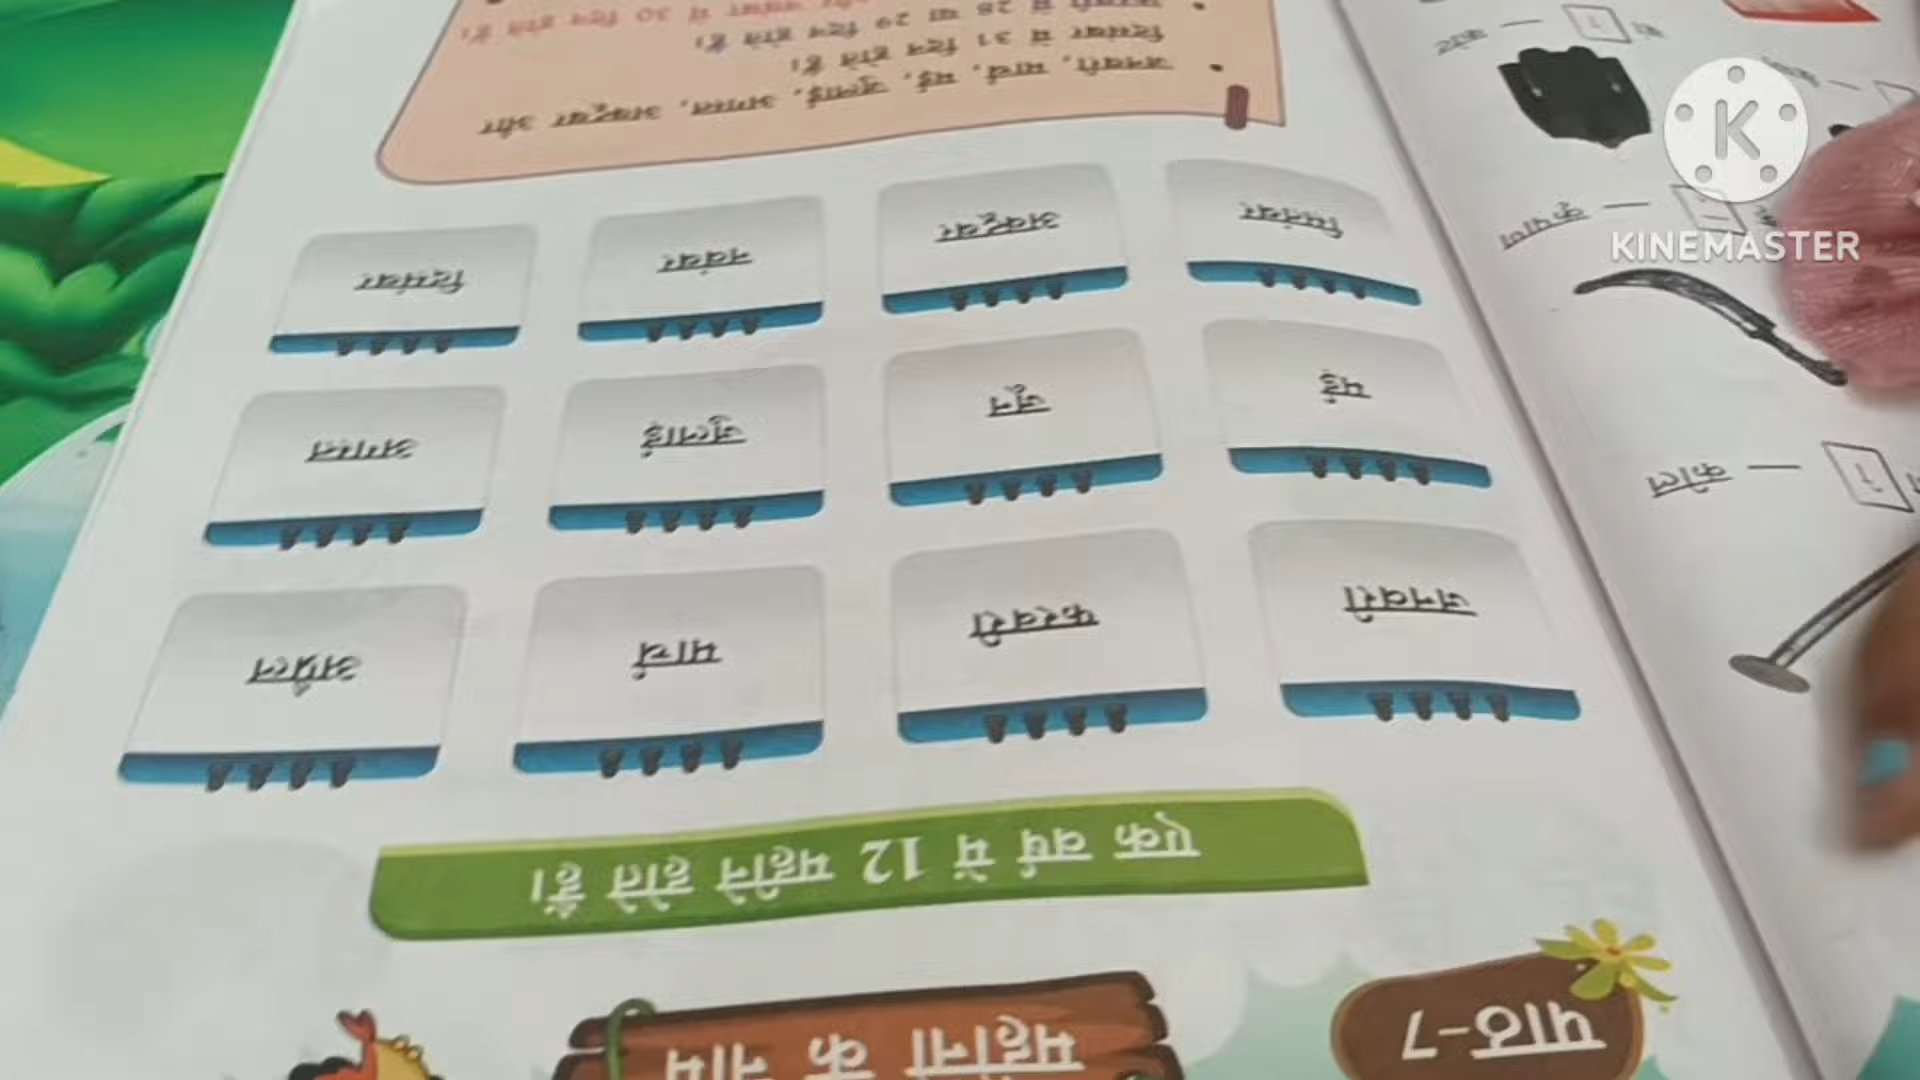 पाठ-7
महीनों के नाम
एक वर्ष में 12 महीने होते हैं।
जनवरी फरवरी मार्च अप्रैल
मई जून जुलाई अगस्त
सितंबर अक्टूबर नवंबर दिसंबर
जनवरी, मार्च, मई, जुलाई, अगस्त, अक्टूबर और
दिसंबर में 31 दिन होते हैं।
फरवरी में 28 या 29 दिन होते हैं।
में 30 दिन होते हैं।
कील
कृपाण
KINEMASTER